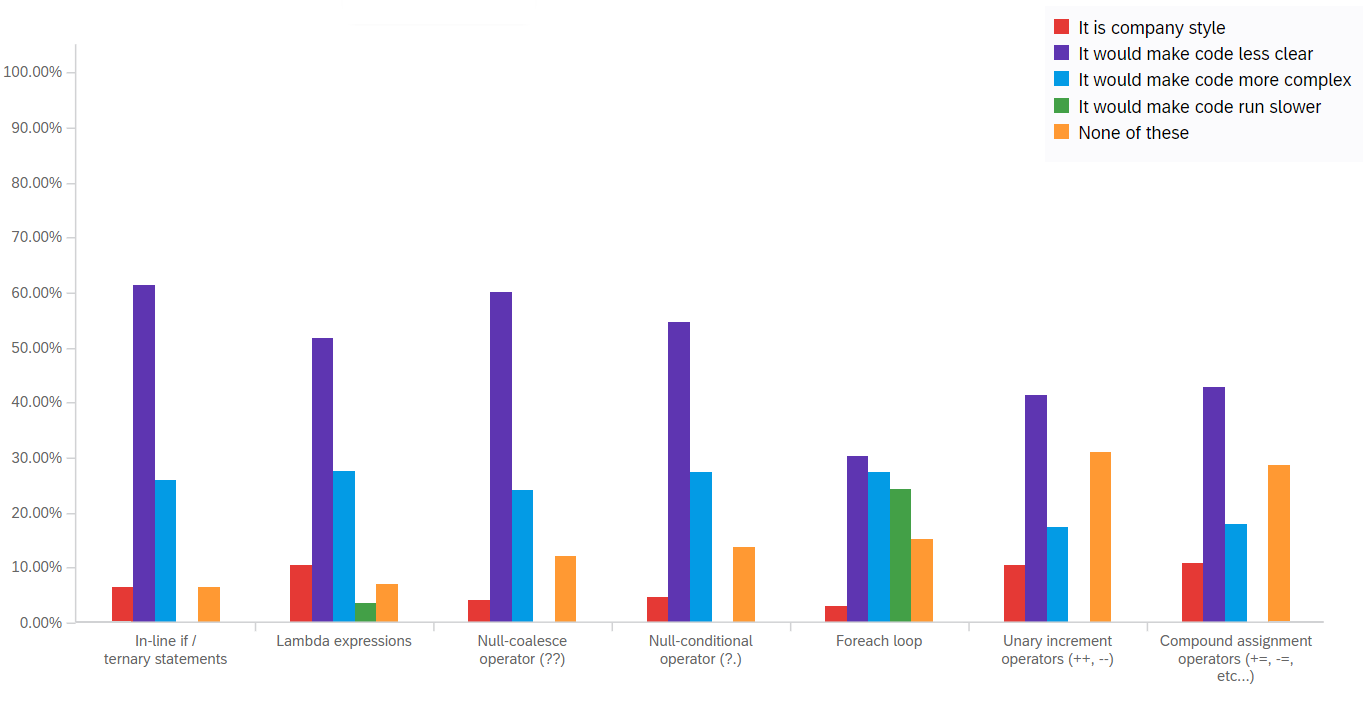 It is company style
It would make code less clear
It would make code more complex
It would make code run slower
None of these
100.00%
90.00%
80.00%
70.00%
60.00%
50.00%
40.00%
30.00%
20.00%
10.00%
0.00%
In-line if /
ternary statements
Lambda expressions
Null-coalesce
operator (??)
Null-conditional
operator (?.)
Foreach loop
Unary increment
operators (++, --)
Compound assignment
operators (+=, -=,
etc...)